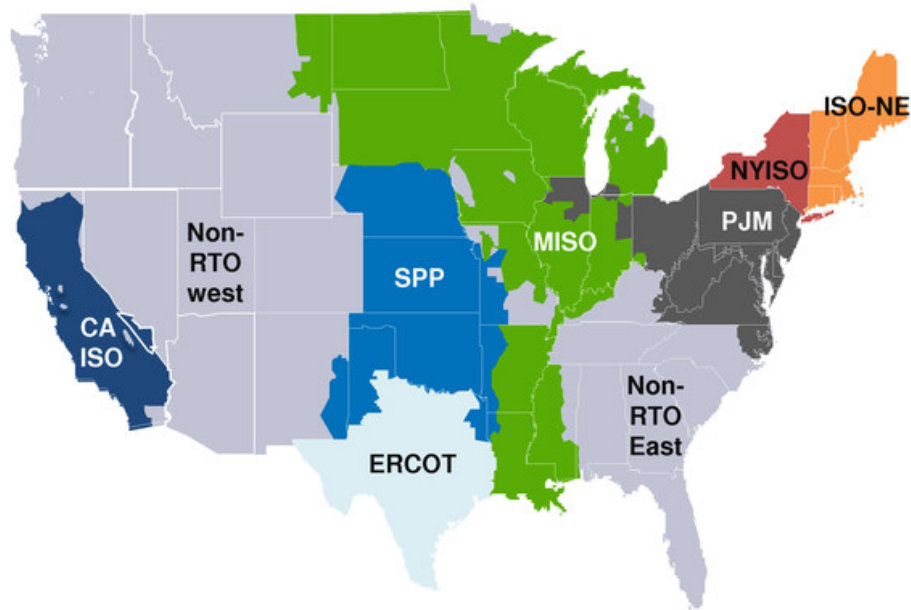 ISO-NE
NYISO
PJM
MISO
Non-
RTO
west
SPP
CA
ISO
Non-
RTO
East
ERCOT